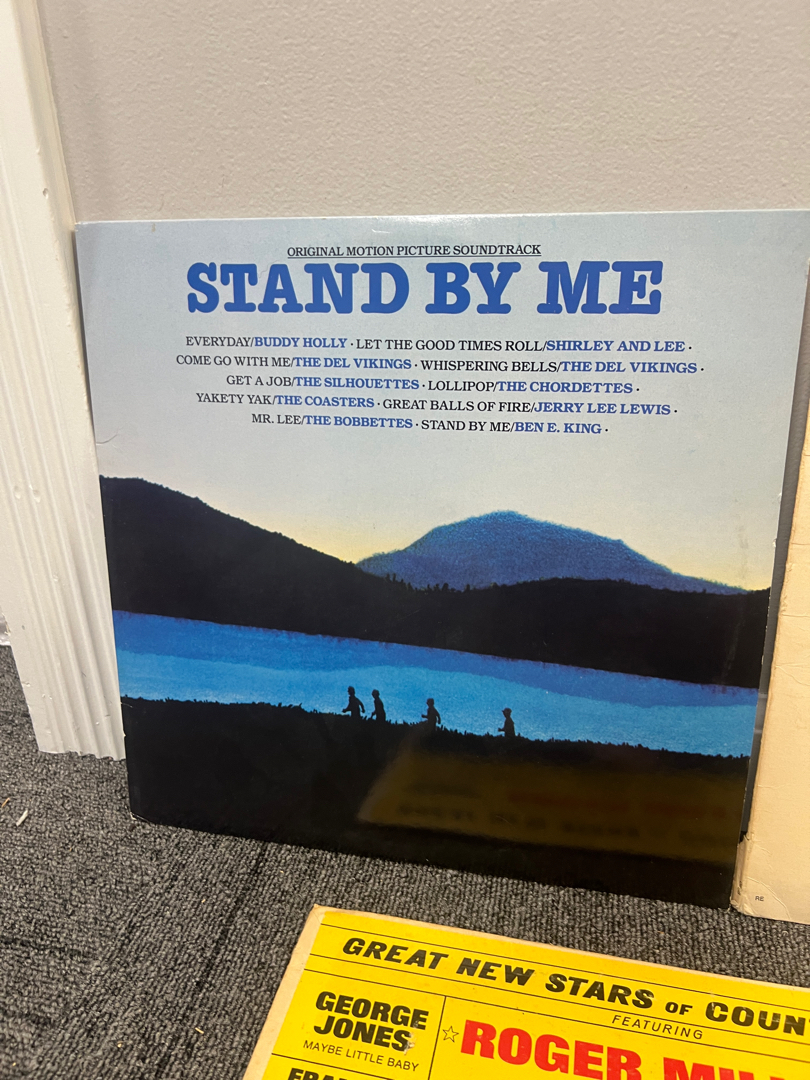 ORIGINAL MOTION PICTURE SOUNDTRACK
STAND BY ME
EVERYDAY/BUDDY HOLLY · LET THE GOOD TIMES ROLL/SHIRLEY AND LEE ·
COME GO WITH ME/THE DEL VIKINGS · WHISPERING BELLS/THE DEL VIKINGS ·
GET A JOB/THE SILHOUETTES · LOLLIPOP/THE CHORDETTES ·
YAKETY YAK/THE COASTERS · GREAT BALLS OF FIRE/JERRY LEE LEWIS ·
MR. LEE/THE BOBBETTES · STAND BY ME/BEN E. KING ·
RE
GREAT NEW STARS OF COUN
FEATURING
GEORGE
JONES
MAYBE LITTLE BABY
☆ROGER MIL